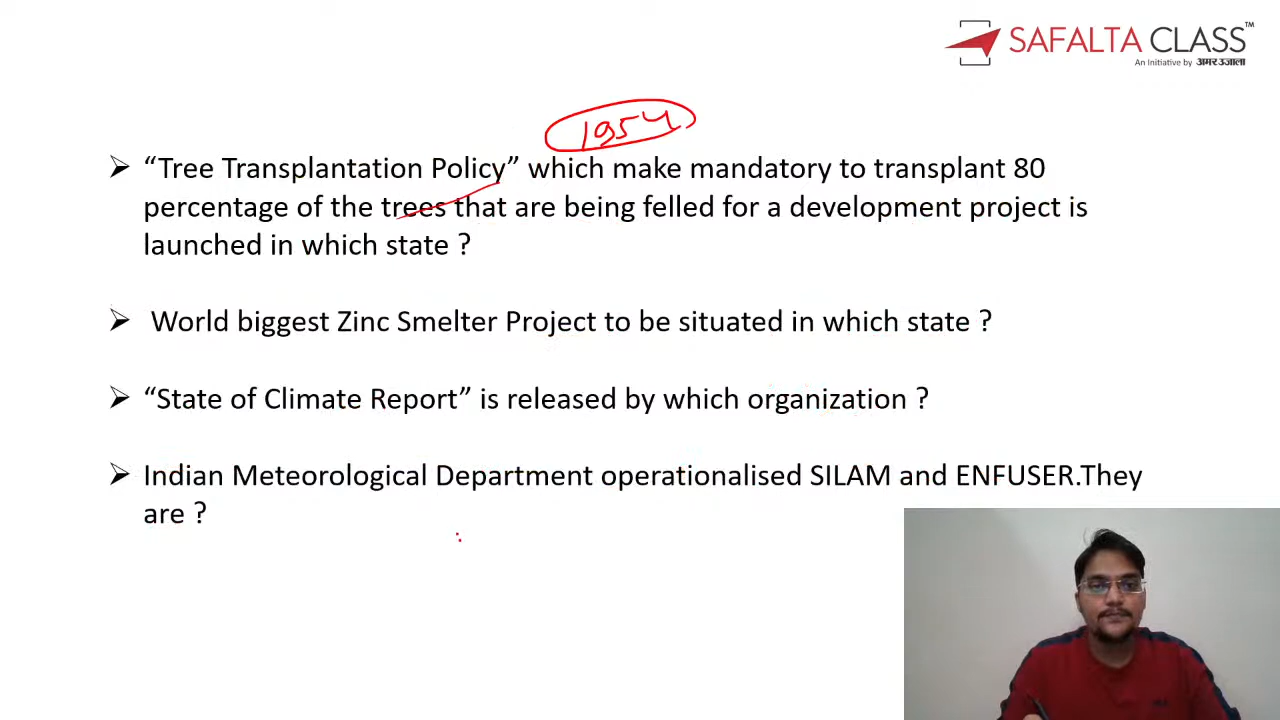 SAFALTA CLASS™
An Initiative by अमर उजाला
1954
➢ “Tree Transplantation Policy” which make mandatory to transplant 80
percentage of the trees that are being felled for a development project is
launched in which state ?
➢ World biggest Zinc Smelter Project to be situated in which state ?
➢ “State of Climate Report” is released by which organization ?
➢ Indian Meteorological Department operationalised SILAM and ENFUSER.They
are ?